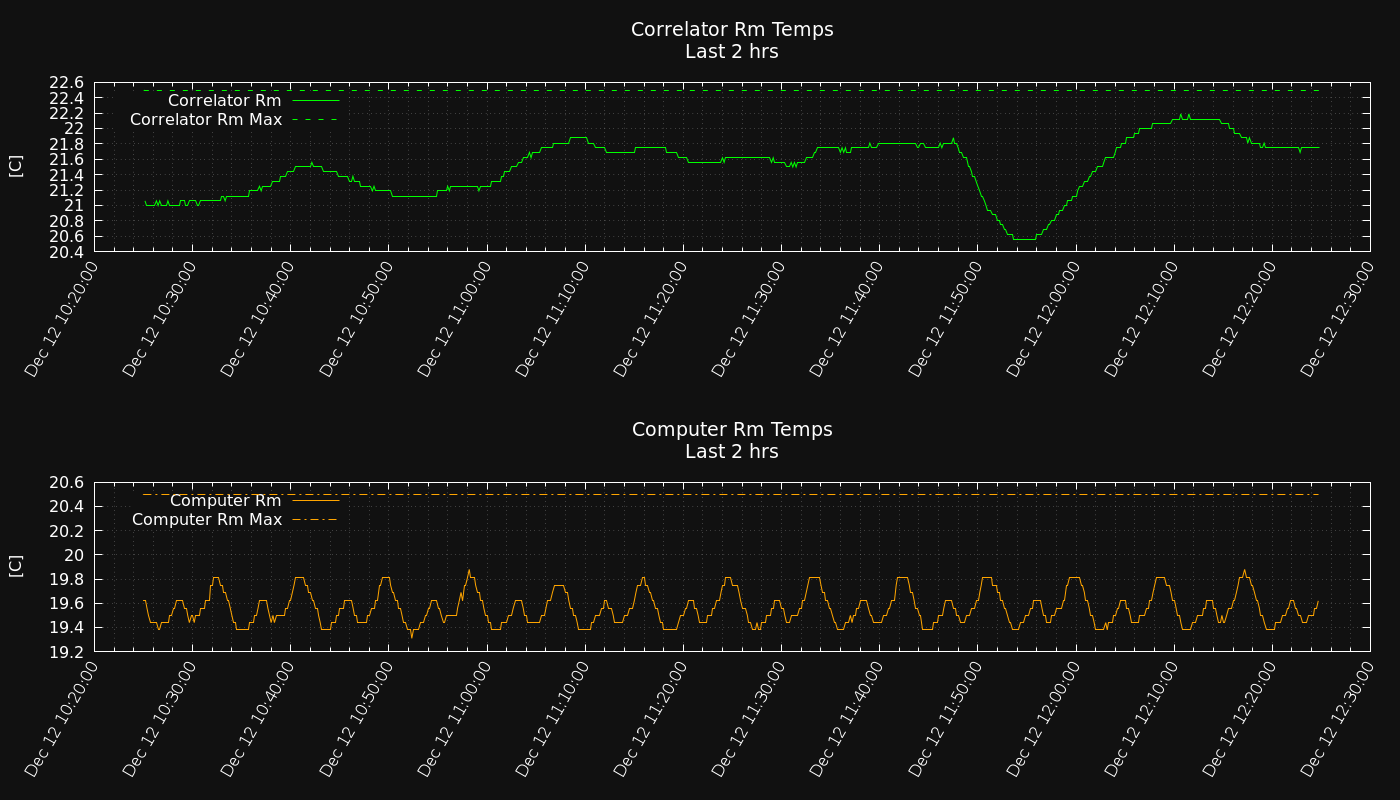 Correlator Rm Temps
Last 2 hrs
[C]
22.6
22.4
22.2
22
21.8
21.6
21.4
21.2
21
20.8
20.6
20.4
Correlator Rm
Correlator Rm Max
Dec 12 10:20:00
Dec 12 10:30:00
Dec 12 10:40:00
Dec 12 10:50:00
Dec 12 11:00:00
Dec 12 11:10:00
Dec 12 11:20:00
Dec 12 11:30:00
Dec 12 11:40:00
Dec 12 11:50:00
Dec 12 12:00:00
Dec 12 12:10:00
Dec 12 12:20:00
Dec 12 12:30:00
Computer Rm Temps
Last 2 hrs
[C]
20.6
20.4
20.2
20
19.8
19.6
19.4
19.2
Computer Rm
Computer Rm Max
Dec 12 10:20:00
Dec 12 10:30:00
Dec 12 10:40:00
Dec 12 10:50:00
Dec 12 11:00:00
Dec 12 11:10:00
Dec 12 11:20:00
Dec 12 11:30:00
Dec 12 11:40:00
Dec 12 11:50:00
Dec 12 12:00:00
Dec 12 12:10:00
Dec 12 12:20:00
Dec 12 12:30:00